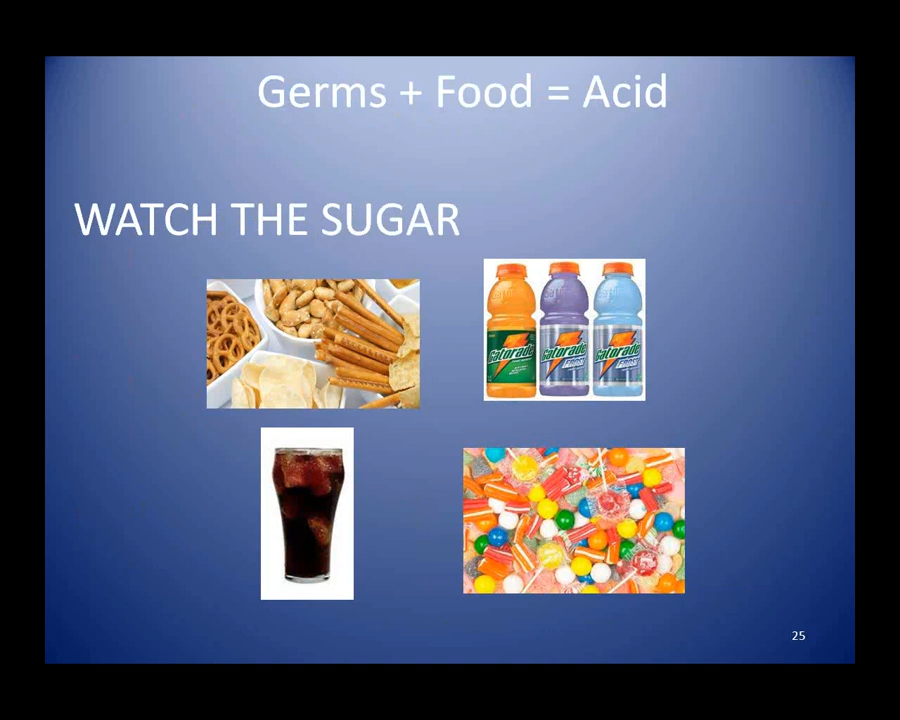 Germs + Food = Acid
WATCH THE SUGAR
Gatorade Gatorade Gatorade
25